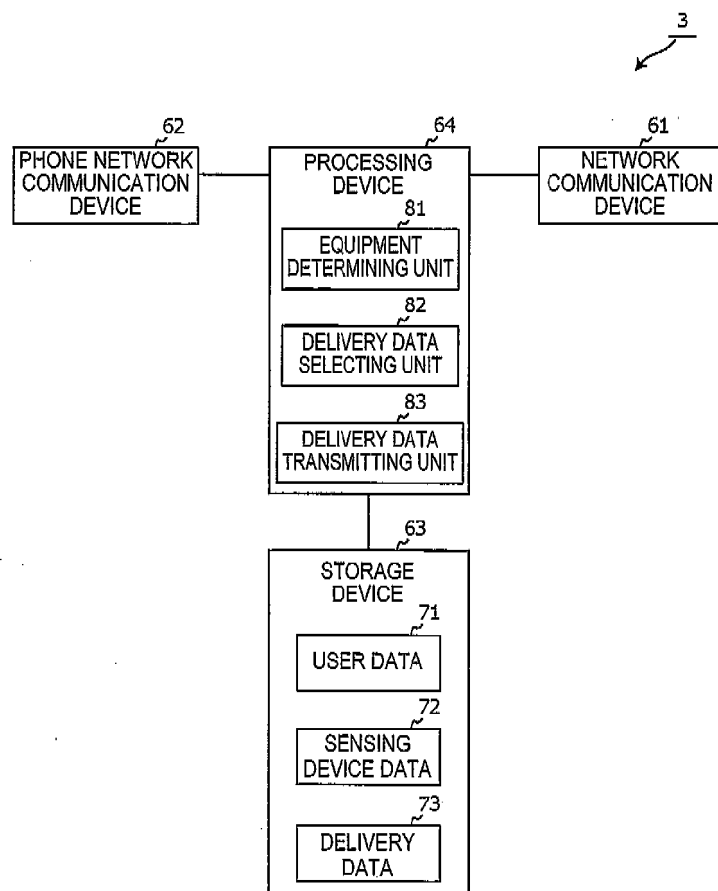 3
62
PHONE NETWORK
COMMUNICATION
DEVICE
64
PROCESSING
DEVICE
61
NETWORK
COMMUNICATION
DEVICE
81
EQUIPMENT
DETERMINING UNIT
82
DELIVERY DATA
SELECTING UNIT
83
DELIVERY DATA
TRANSMITTING UNIT
63
STORAGE
DEVICE
71
USER DATA
72
SENSING
DEVICE DATA
73
DELIVERY
DATA